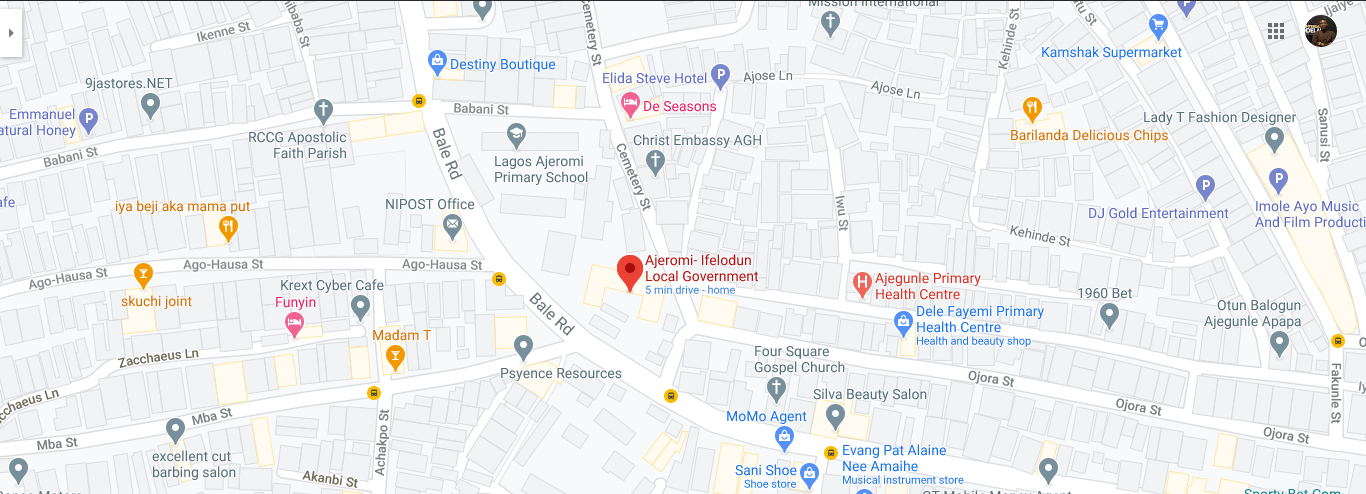 Mission International
Ikenne St
Cemetery St
Kehinde St
Destiny Boutique
Kamshak Supermarket
9jastores.NET
Elida Steve Hotel
Ajose Ln
Ajose Ln
De Seasons
Babani St
Emmanuel
Natural Honey
Barilanda Delicious Chips
Lady T Fashion Designer
Sanusi St
RCCG Apostolic
Faith Parish
Babani St
Bale Rd
Christ Embassy AGH
Lagos Ajeromi
Primary School
Cemetery St
iya beji aka mama put
NIPOST Office
Iwu St
DJ Gold Entertainment
Imole Ayo Music
And Film Producti
Kehinde St
Ago-Hausa St
Ago-Hausa St
Ago-Hausa St
Ajeromi- Ifelodun
Local Government
5 min drive - home
Ajegunle Primary
Health Centre
skuchi joint
Krext Cyber Cafe
Funyin
Bale Rd
1960 Bet
Dele Fayemi Primary
Health Centre
Health and beauty shop
Otun Balogun
Ajegunle Apapa
Madam T
Zacchaeus Ln
Psyence Resources
Four Square
Gospel Church
Ojora St
Fakunle St
Zacchaeus Ln
Mba St
Mba St
Achakpo St
Silva Beauty Salon
MoMo Agent
Ojora St
Ojora St
excellent cut
barbing salon
Akanbi St
Sani Shoe
Shoe store
Evang Pat Alaine
Nee Amaihe
Musical instrument store